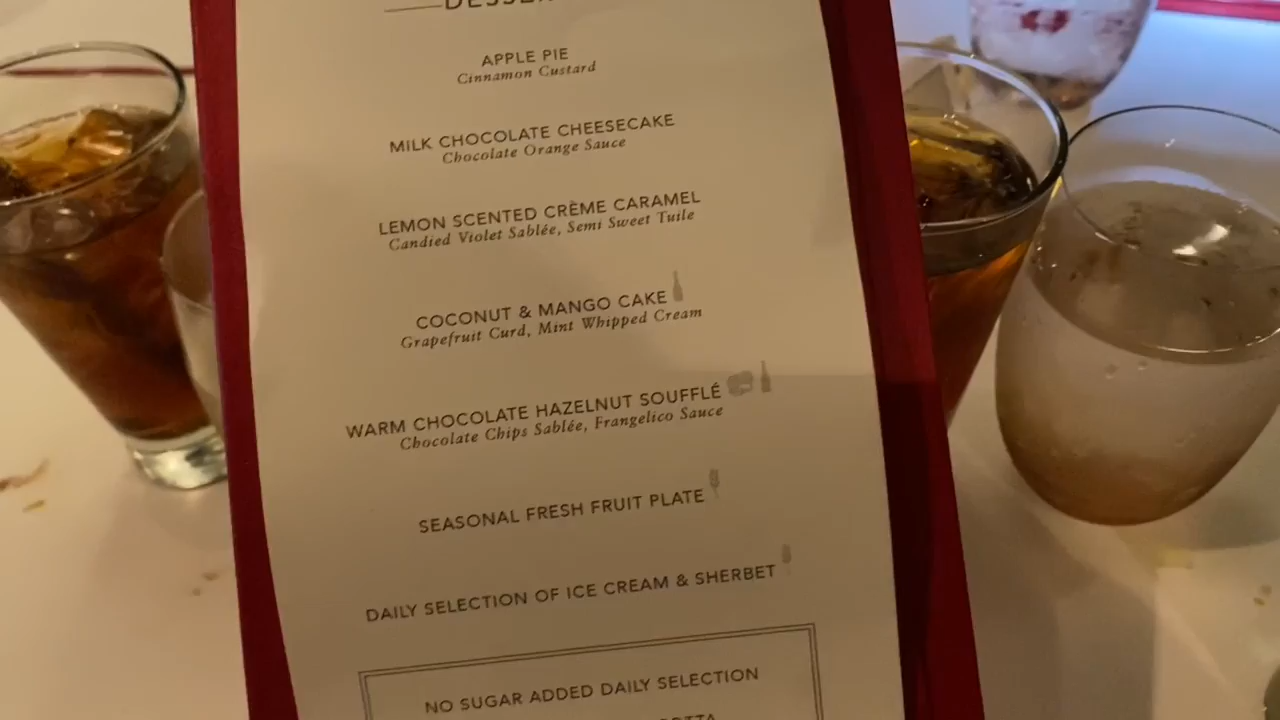 APPLE PIE
Cinnamon Custard
MILK CHOCOLATE CHEESECAKE
Chocolate Orange Sauce
LEMON SCENTED CRÈME CARAMEL
Candied Violet Sablée, Semi Sweet Tuile
COCONUT & MANGO CAKE
Grapefruit Curd, Mint Whipped Cream
WARM CHOCOLATE HAZELNUT SOUFFLÉ
Chocolate Chips Sablée, Frangelico Sauce
SEASONAL FRESH FRUIT PLATE
DAILY SELECTION OF ICE CREAM & SHERBET
NO SUGAR ADDED DAILY SELECTION